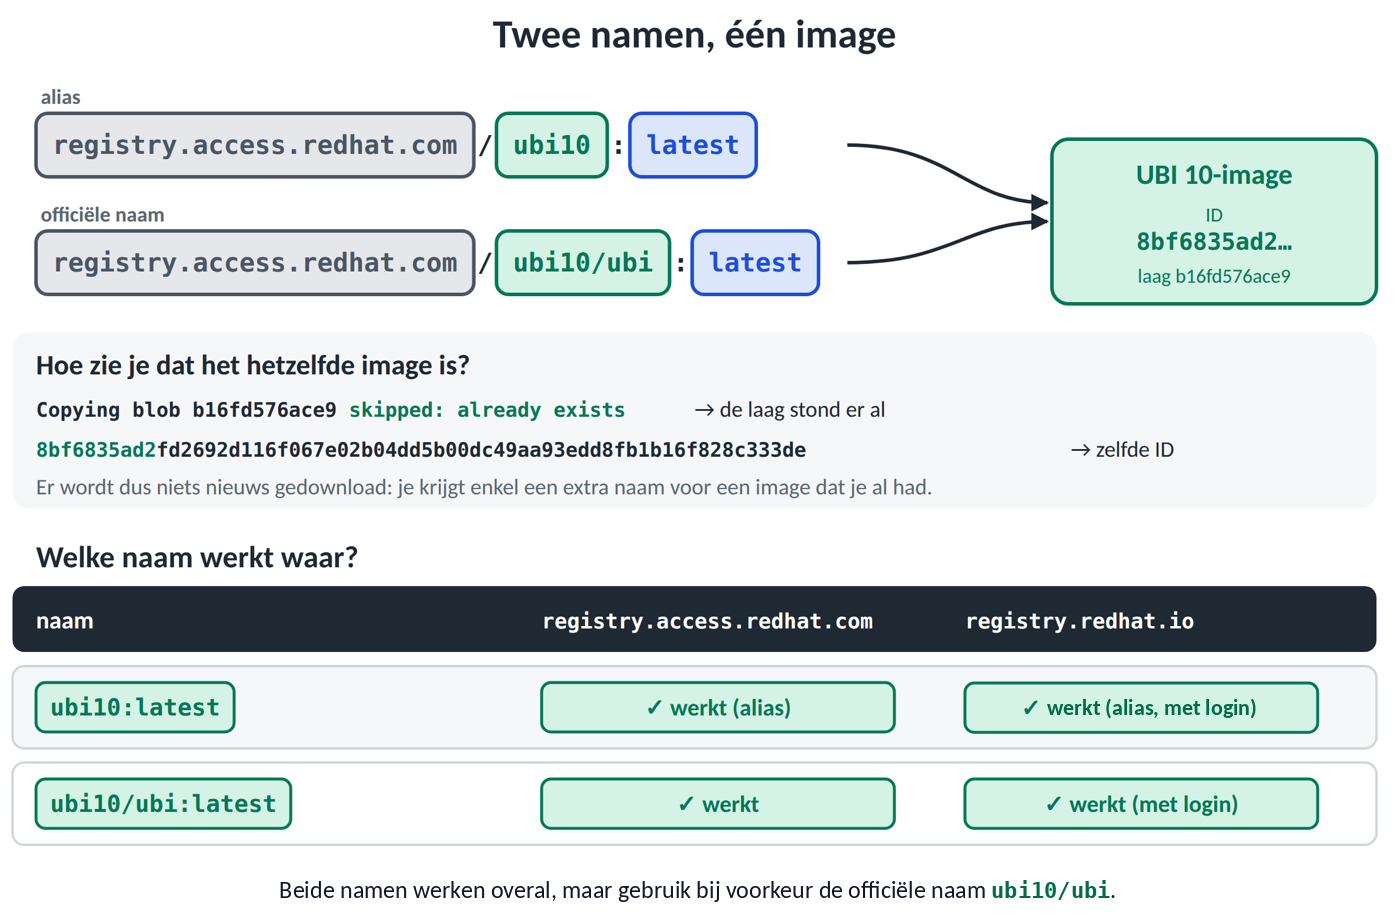 Twee namen, één image
alias
registry.access.redhat.com / ubi10 : latest
officiële naam
registry.access.redhat.com / ubi10/ubi : latest
UBI 10-image
ID
8bf6835ad2…
laag b16fd576ace9
Hoe zie je dat het hetzelfde image is?
Copying blob b16fd576ace9 skipped: already exists → de laag stond er al
8bf6835ad2fd2692d116f067e02b04dd5b00dc49aa93edd8fb1b16f828c333de → zelfde ID
Er wordt dus niets nieuws gedownload: je krijgt enkel een extra naam voor een image dat je al had.
Welke naam werkt waar?
naam registry.access.redhat.com registry.redhat.io
ubi10:latest ✓ werkt (alias) ✓ werkt (alias, met login)
ubi10/ubi:latest ✓ werkt ✓ werkt (met login)
Beide namen werken overal, maar gebruik bij voorkeur de officiële naam ubi10/ubi.